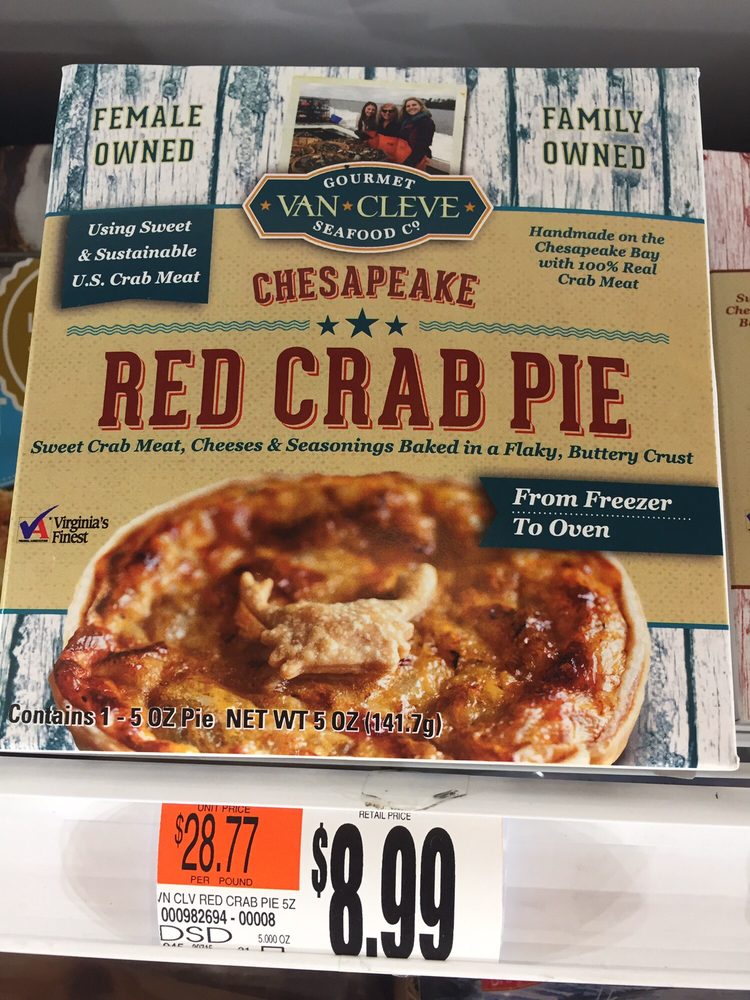 FEMALE
OWNED
FAMILY
OWNED
GOURMET
VAN★CLEVE
SEAFOOD Cº
Using Sweet
& Sustainable
U.S. Crab Meat
Handmade on the
Chesapeake Bay
with 100% Real
Crab Meat
CHESAPEAKE
RED CRAB PIE
Sweet Crab Meat, Cheeses & Seasonings Baked in a Flaky, Buttery Crust
From Freezer
To Oven
Virginia's
Finest
Contains 1 - 5 OZ Pie NET WT 5 OZ (141.7g)
UNIT PRICE
$28.77
PER POUND
RETAIL PRICE
$8.99
VN CLV RED CRAB PIE 5Z
000982694 - 00008
DSD
5.000 OZ